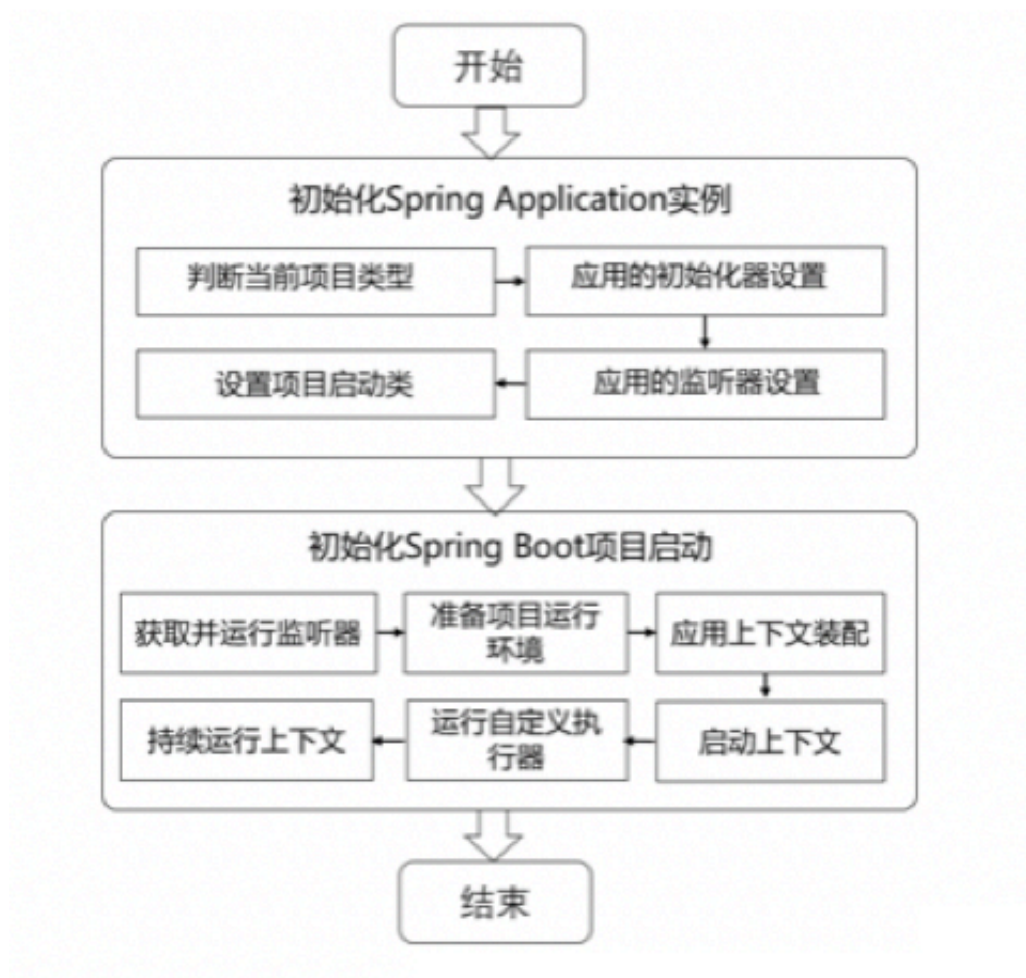 开始
初始化Spring Application实例
判断当前项目类型
应用的初始化器设置
设置项目启动类
应用的监听器设置
初始化Spring Boot项目启动
获取并运行监听器
准备项目运行
环境
应用上下文装配
持续运行上下文
运行自定义执
行器
启动上下文
结束